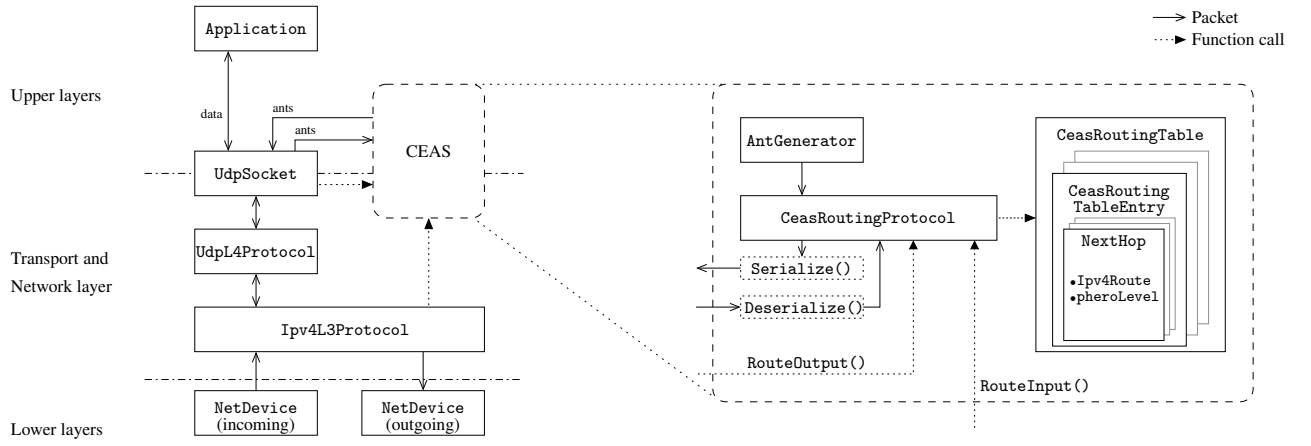 Application
Packet
Function call
Upper layers
data
ants
ants
CEAS
UdpSocket
UdpL4Protocol
Transport and
Network layer
Ipv4L3Protocol
NetDevice
(incoming)
NetDevice
(outgoing)
Lower layers
AntGenerator
CeasRoutingProtocol
Serialize()
Deserialize()
RouteOutput()
RouteInput()
CeasRoutingTable
CeasRouting
TableEntry
NextHop
•Ipv4Route
•pheroLevel